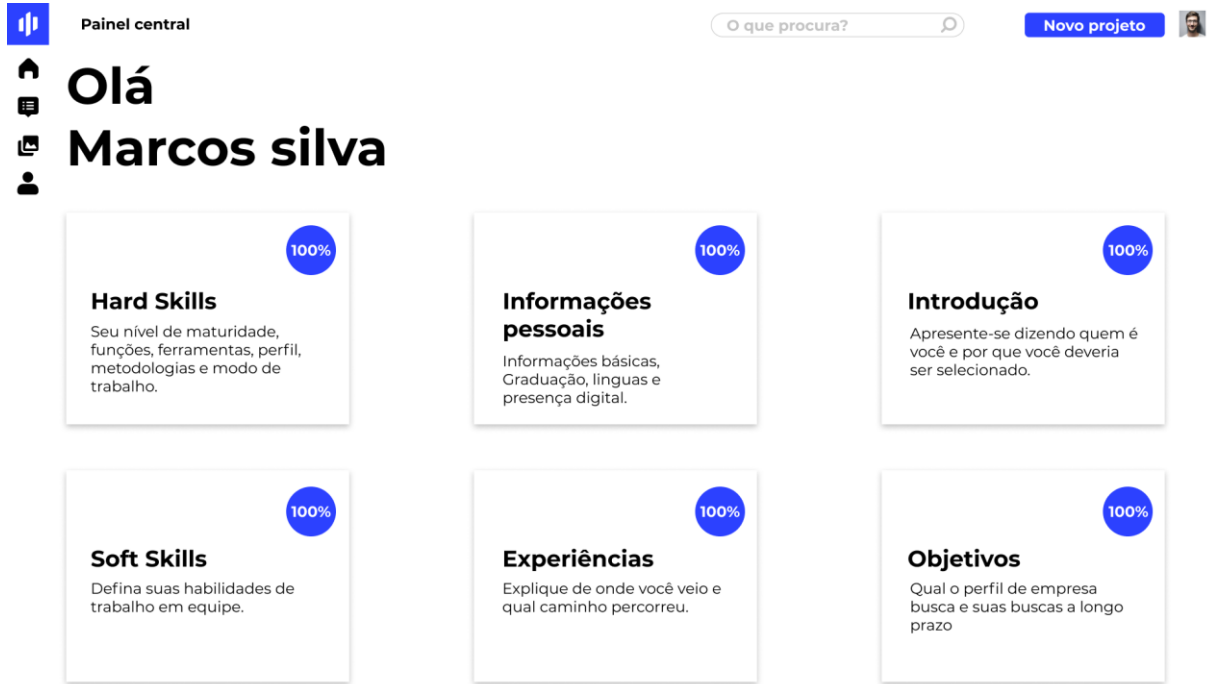 Painel central
O que procura?
Novo projeto
Olá
Marcos silva
100%
Hard Skills
Seu nível de maturidade,
funções, ferramentas, perfil,
metodologias e modo de
trabalho.
100%
Informações
pessoais
Informações básicas,
Graduação, linguas e
presença digital.
100%
Introdução
Apresente-se dizendo quem é
você e por que você deveria
ser selecionado.
100%
Soft Skills
Defina suas habilidades de
trabalho em equipe.
100%
Experiências
Explique de onde você veio e
qual caminho percorreu.
100%
Objetivos
Qual o perfil de empresa
busca e suas buscas a longo
prazo